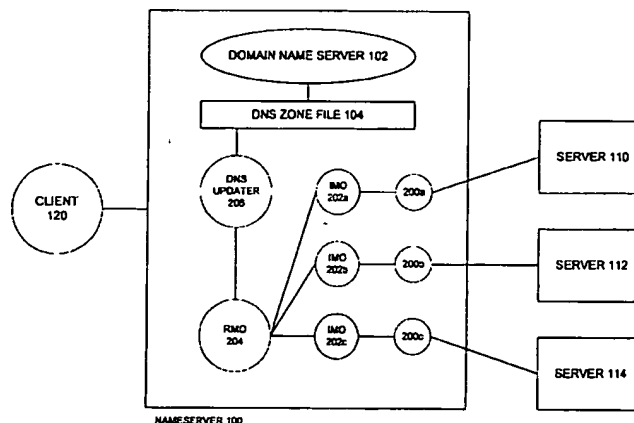 DOMAIN NAME SERVER 102
DNS ZONE FILE 104
DNS
UPDATER
206
CLIENT
120
IMO
202a
200a
SERVER 110
IMO
202b
200b
SERVER 112
RMO
204
IMO
202c
200c
SERVER 114
NAMESERVER 100